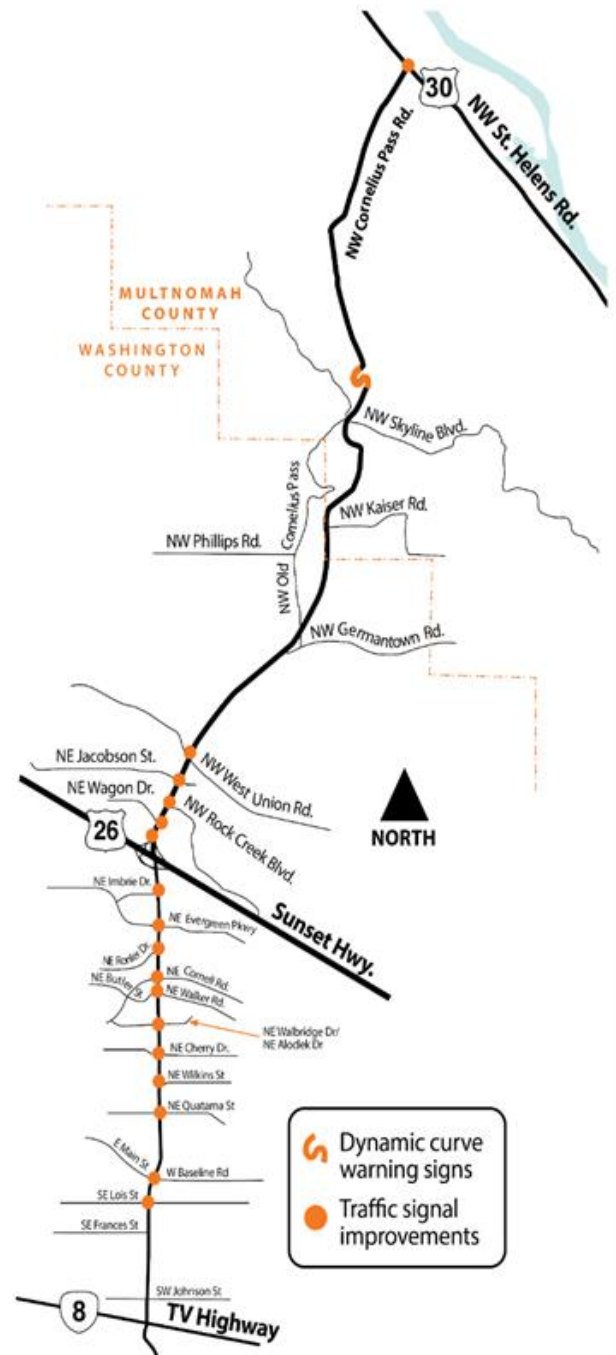 30
NW St. Helens Rd.
NW Cornelius Pass Rd.
MULTNOMAH
COUNTY
WASHINGTON
COUNTY
NW Skyline Blvd.
NW Old Cornelius Pass
NW Kaiser Rd.
NW Phillips Rd.
NW Germantown Rd.
NE Jacobson St.
NW West Union Rd.
NE Wagon Dr.
NW Rock Creek Blvd.
NORTH
26
Sunset Hwy.
NE Imbrie Dr.
NE Evergreen Pkwy
NE Ronler Dr.
NE Cornell Rd.
NE Butler St.
NE Walker Rd.
NE Walbridge Dr/
NE Aloclek Dr
NE Cherry Dr.
NE Wilkins St
NE Quatama St
E Main St.
W Baseline Rd
SE Lois St
SE Frances St
SW Johnson St
8
TV Highway
Dynamic curve
warning signs
Traffic signal
improvements